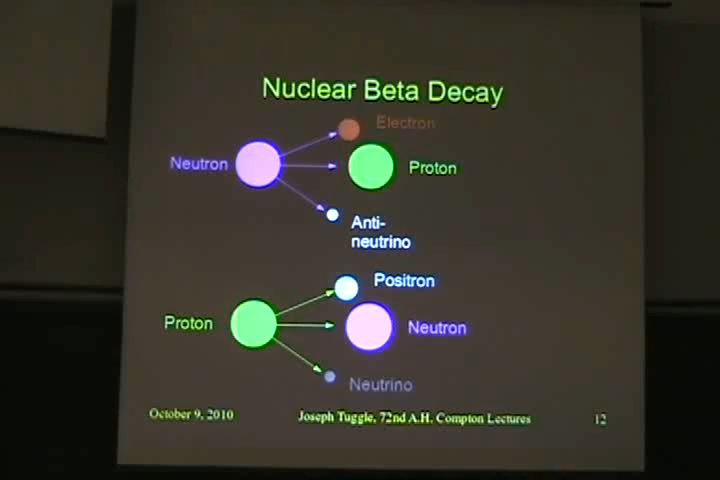 Nuclear Beta Decay
Electron
Neutron
Proton
Anti-
neutrino
Positron
Proton
Neutron
Neutrino
October 9, 2010
Joseph Tuggle, 72nd A.H. Compton Lectures
12